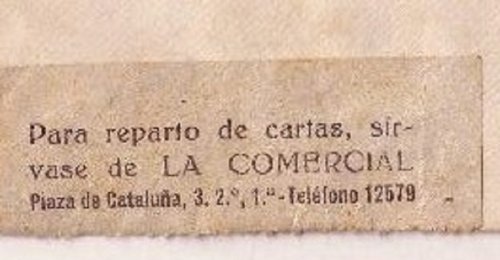 Para reparto de cartas, sír-
vase de LA COMERCIAL
Plaza de Cataluña, 3. 2.º, 1.ª - Teléfono 12579